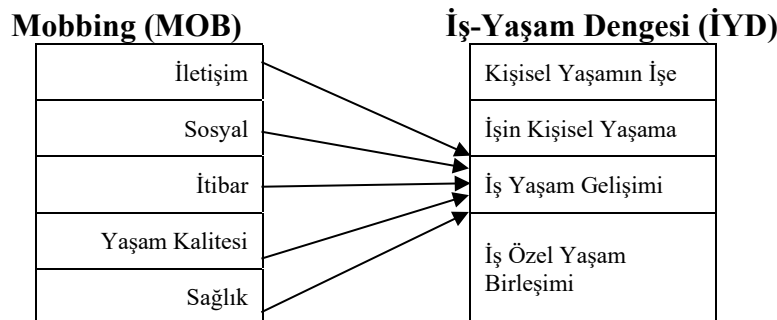 Mobbing (MOB)
İş-Yaşam Dengesi (İYD)
İletişim
Sosyal
İtibar
Yaşam Kalitesi
Sağlık
Kişisel Yaşamın İşe
İşin Kişisel Yaşama
İş Yaşam Gelişimi
İş Özel Yaşam
Birleşimi